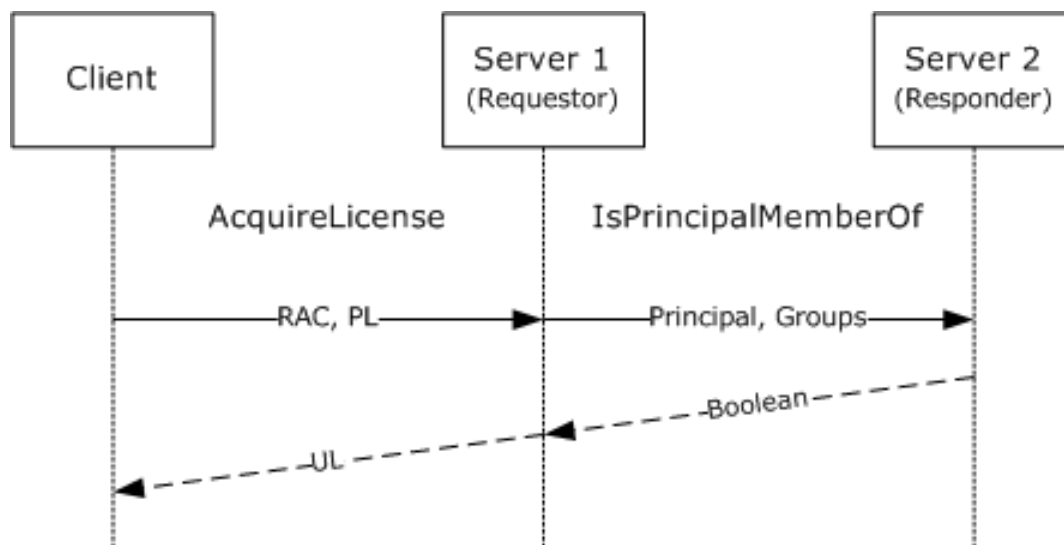 Client
Server 1
(Requestor)
Server 2
(Responder)
AcquireLicense
IsPrincipalMemberOf
RAC, PL
Principal, Groups
Boolean
UL